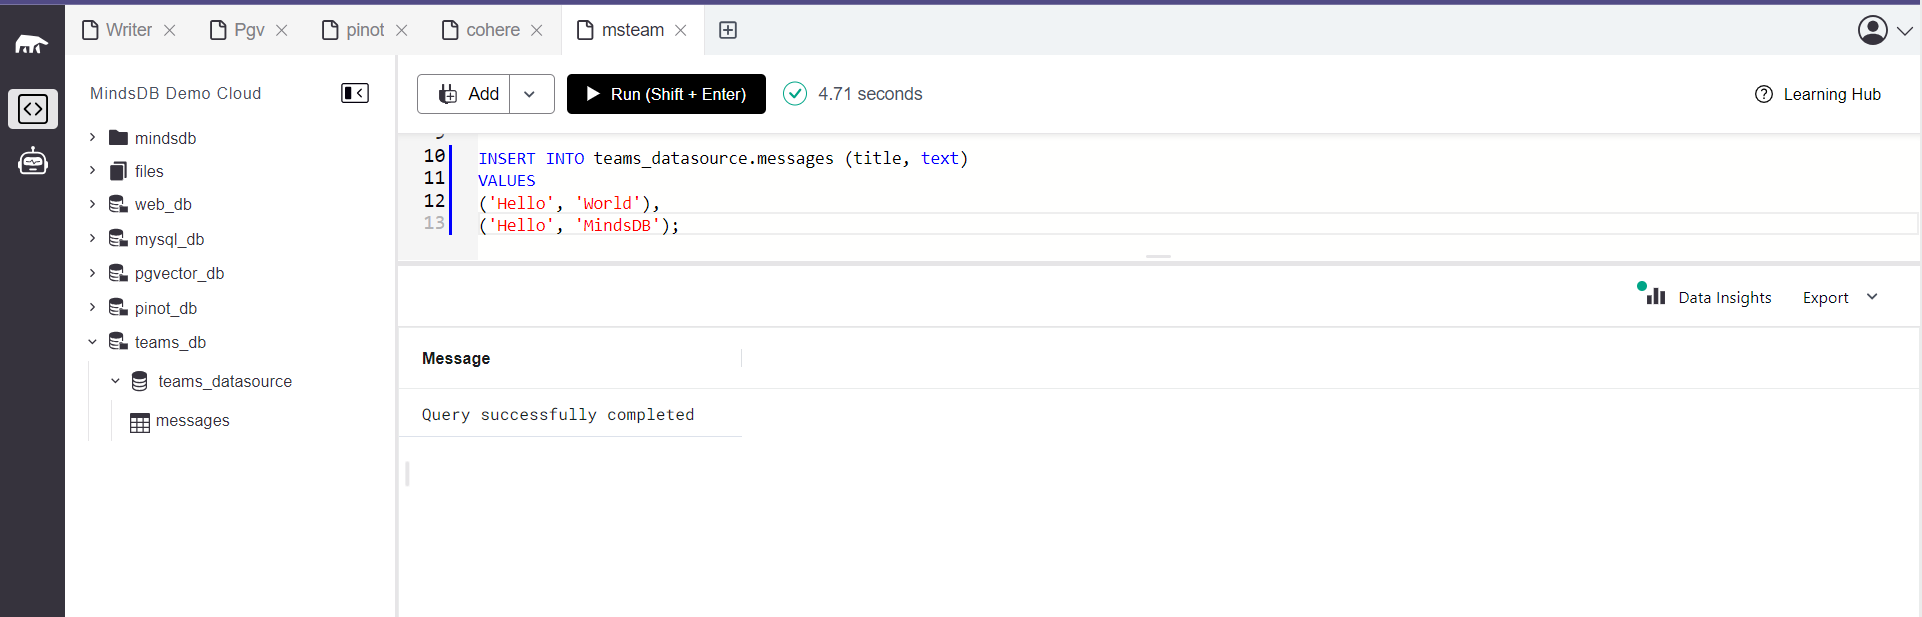 Writer
Pgv
pinot
cohere
msteam
MindsDB Demo Cloud
mindsdb
files
web_db
mysql_db
pgvector_db
pinot_db
teams_db
teams_datasource
messages
Add
Run (Shift + Enter)
4.71 seconds
Learning Hub
10 INSERT INTO teams_datasource.messages (title, text)
11 VALUES
12 ('Hello', 'World'),
13 ('Hello', 'MindsDB');
Data Insights
Export
Message
Query successfully completed